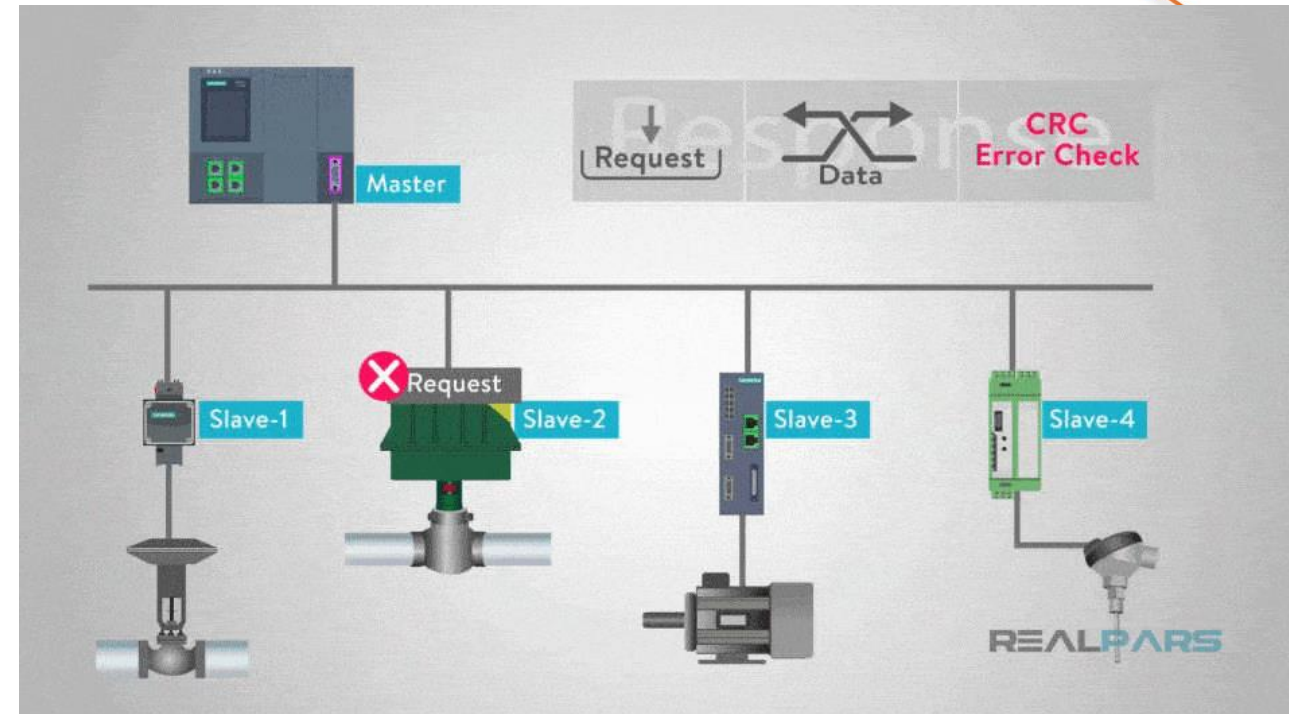 Response
Request
Data
CRC
Error Check
Master
Request
Slave-1
Slave-2
Slave-3
Slave-4
REALPARS